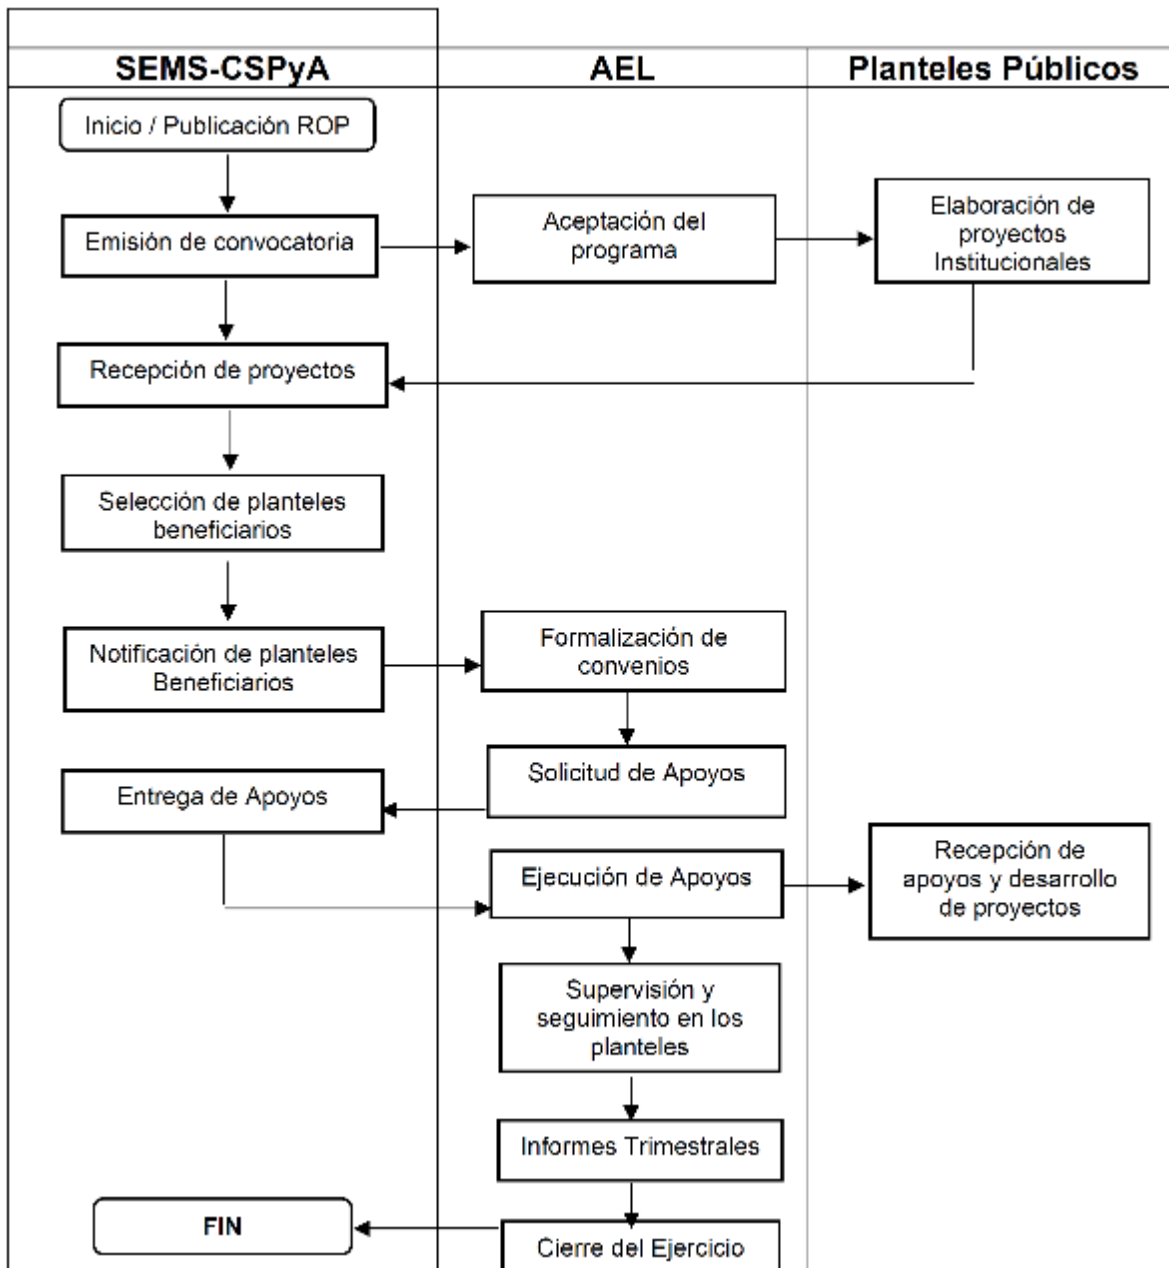 SEMS-CSPyA
AEL
Planteles Públicos
Inicio / Publicación ROP
Emisión de convocatoria
Aceptación del
programa
Elaboración de
proyectos
Institucionales
Recepción de proyectos
Selección de planteles
beneficiarios
Notificación de planteles
Beneficiarios
Formalización de
convenios
Solicitud de Apoyos
Entrega de Apoyos
Ejecución de Apoyos
Recepción de
apoyos y desarrollo
de proyectos
Supervisión y
seguimiento en los
planteles
Informes Trimestrales
Cierre del Ejercicio
FIN